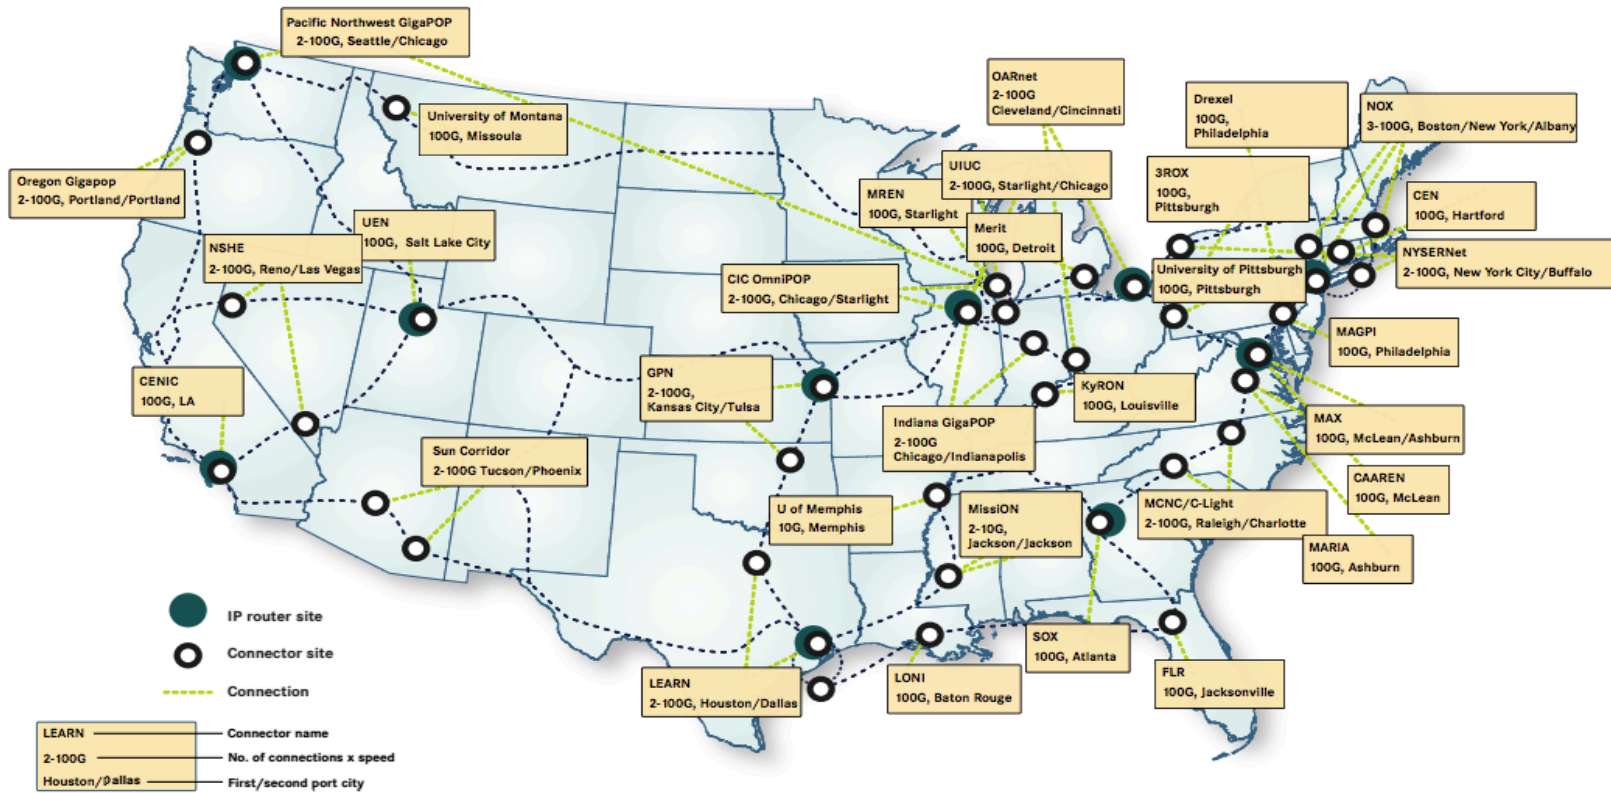 Pacific Northwest GigaPOP
2-100G, Seattle/Chicago
University of Montana
100G, Missoula
Oregon Gigapop
2-100G, Portland/Portland
UEN
100G, Salt Lake City
NSHE
2-100G, Reno/Las Vegas
CENIC
100G, LA
Sun Corridor
2-100G Tucson/Phoenix
GPN
2-100G,
Kansas City/Tulsa
CIC OmniPOP
2-100G, Chicago/Starlight
MREN
100G, Starlight
UIUC
2-100G, Starlight/Chicago
Merit
100G, Detroit
OARnet
2-100G
Cleveland/Cincinnati
Drexel
100G,
Philadelphia
NOX
3-100G, Boston/New York/Albany
3ROX
100G,
Pittsburgh
CEN
100G, Hartford
NYSERNet
2-100G, New York City/Buffalo
University of Pittsburgh
100G, Pittsburgh
MAGPI
100G, Philadelphia
KyRON
100G, Louisville
Indiana GigaPOP
2-100G
Chicago/Indianapolis
MAX
100G, McLean/Ashburn
CAAREN
100G, McLean
MARIA
100G, Ashburn
MCNC/C-Light
2-100G, Raleigh/Charlotte
U of Memphis
10G, Memphis
MissiON
2-10G,
Jackson/Jackson
SOX
100G, Atlanta
FLR
100G, Jacksonville
LONI
100G, Baton Rouge
LEARN
2-100G, Houston/Dallas
IP router site
Connector site
Connection
LEARN
Connector name
2-100G
No. of connections x speed
Houston/Dallas
First/second port city